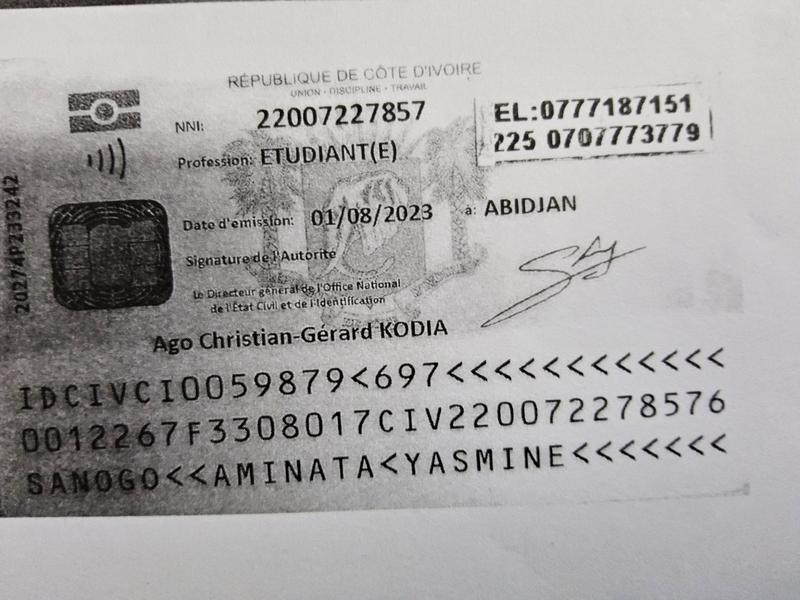 RÉPUBLIQUE DE CÔTE D'IVOIRE
UNION - DISCIPLINE - TRAVAIL
NNI: 22007227857
EL:0777187151
225 0707773779
Profession: ETUDIANT(E)
Date d'émission: 01/08/2023 à: ABIDJAN
Signature de l'Autorité
Le Directeur général de l'Office National
de l'État Civil et de l'Identification
Ago Christian-Gérard KODIA
20274P233242
IDCIVCI0059879<697<<<<<<<<<<<<
0012267F3308017CIV220072278576
SANOGO<<AMINATA<YASMINE<<<<<<<